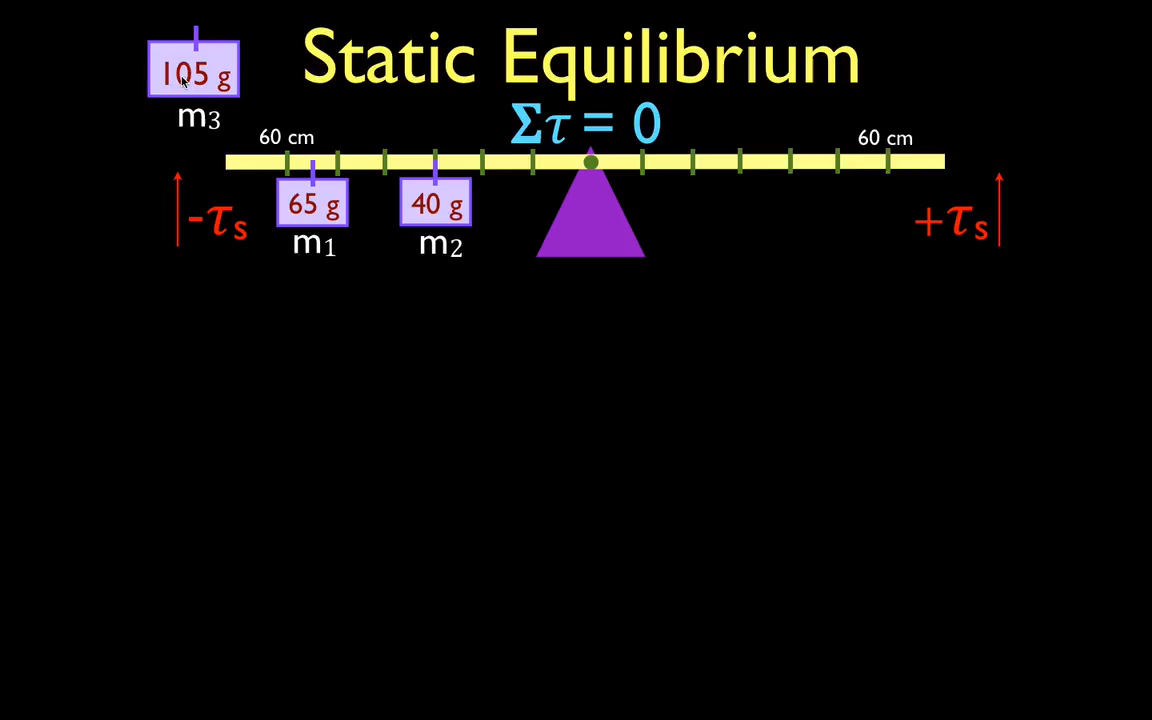 Static Equilibrium
105 g
m₃
Στ = 0
60 cm
60 cm
-τₛ
65 g
40 g
+τₛ
m₁
m₂